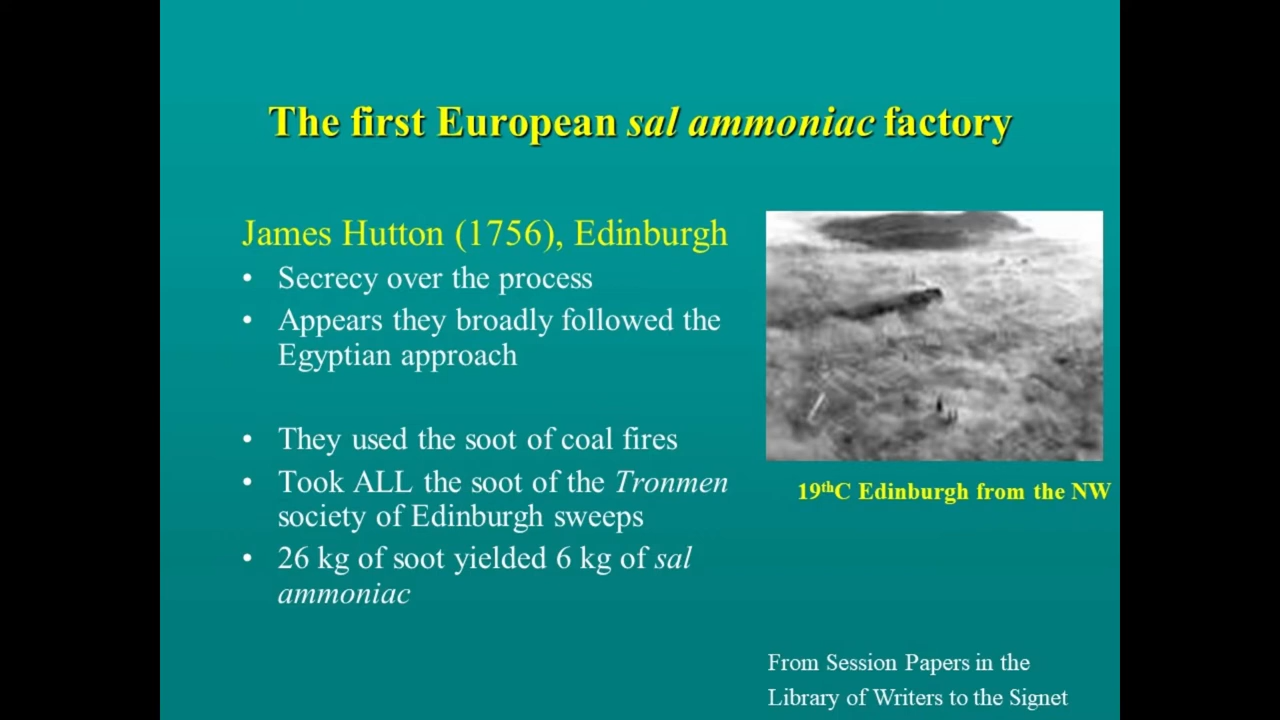 The first European sal ammoniac factory
James Hutton (1756), Edinburgh
• Secrecy over the process
• Appears they broadly followed the
Egyptian approach
• They used the soot of coal fires
• Took ALL the soot of the Tronmen
society of Edinburgh sweeps
• 26 kg of soot yielded 6 kg of sal
ammoniac
19thC Edinburgh from the NW
From Session Papers in the
Library of Writers to the Signet